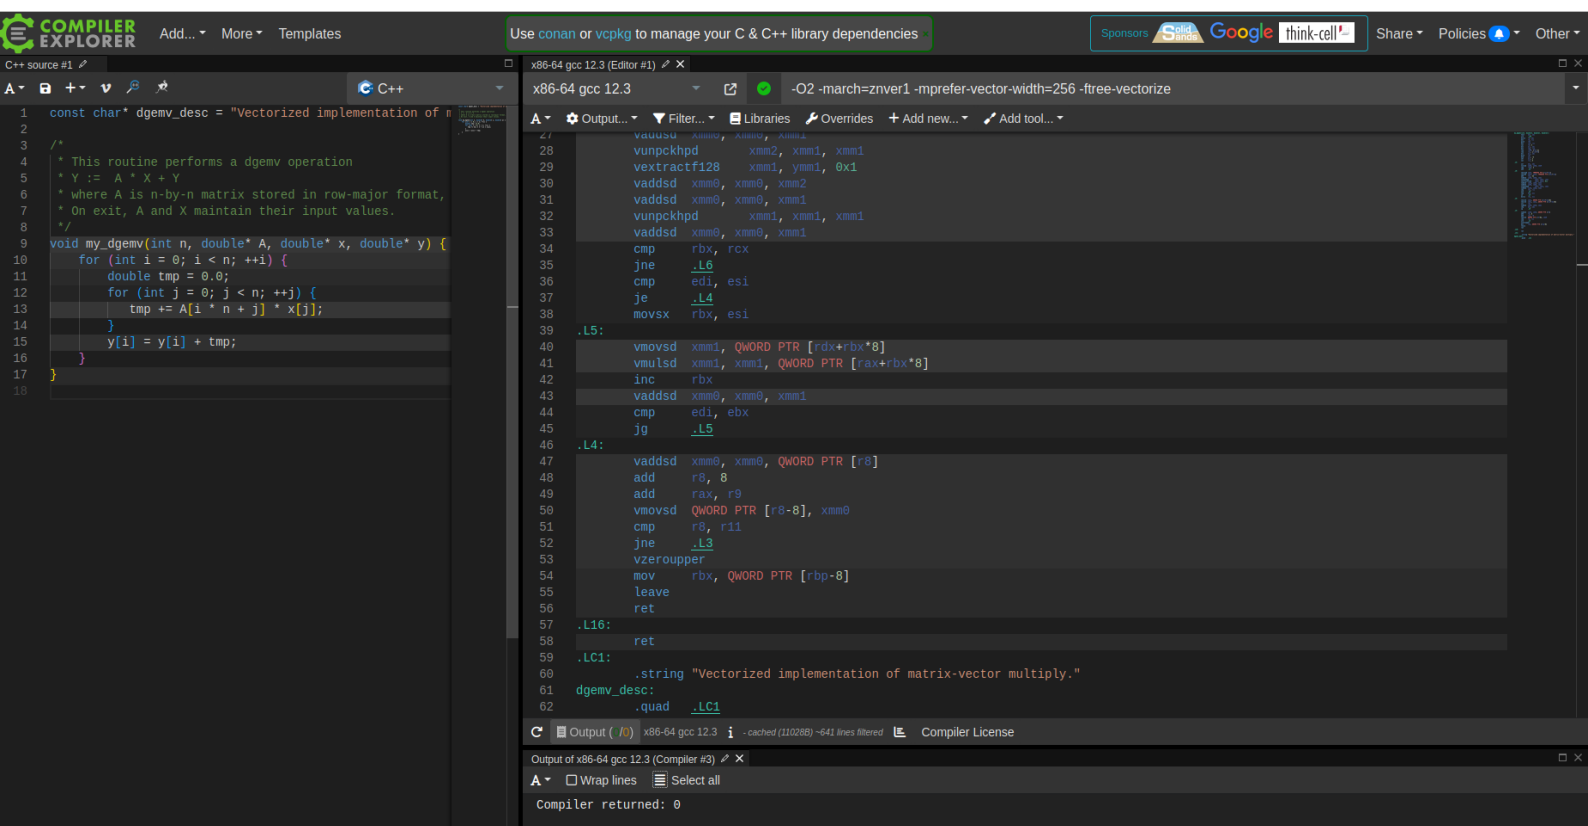 COMPILER
EXPLORER
Add...
More
Templates
Use conan or vcpkg to manage your C & C++ library dependencies
Sponsors
Solid
Sands
Google
think-cell
Share
Policies
Other
C++ source #1
A
C++
1 const char* dgemv_desc = "Vectorized implementation of m
2
3 /*
4 * This routine performs a dgemv operation
5 * Y := A * X + Y
6 * where A is n-by-n matrix stored in row-major format,
7 * On exit, A and X maintain their input values.
8 */
9 void my_dgemv(int n, double* A, double* x, double* y) {
10 for (int i = 0; i < n; ++i) {
11 double tmp = 0.0;
12 for (int j = 0; j < n; ++j) {
13 tmp += A[i * n + j] * x[j];
14 }
15 y[i] = y[i] + tmp;
16 }
17 }
18
x86-64 gcc 12.3 (Editor #1)
x86-64 gcc 12.3
-O2 -march=znver1 -mprefer-vector-width=256 -ftree-vectorize
A
Output...
Filter...
Libraries
Overrides
Add new...
Add tool...
27 vaddsd xmm0, xmm0, xmm1
28 vunpckhpd xmm2, xmm1, xmm1
29 vextractf128 xmm1, ymm1, 0x1
30 vaddsd xmm0, xmm0, xmm2
31 vaddsd xmm0, xmm0, xmm1
32 vunpckhpd xmm1, xmm1, xmm1
33 vaddsd xmm0, xmm0, xmm1
34 cmp rbx, rcx
35 jne .L6
36 cmp edi, esi
37 je .L4
38 movsx rbx, esi
39 .L5:
40 vmovsd xmm1, QWORD PTR [rdx+rbx*8]
41 vmulsd xmm1, xmm1, QWORD PTR [rax+rbx*8]
42 inc rbx
43 vaddsd xmm0, xmm0, xmm1
44 cmp edi, ebx
45 jg .L5
46 .L4:
47 vaddsd xmm0, xmm0, QWORD PTR [r8]
48 add r8, 8
49 add rax, r9
50 vmovsd QWORD PTR [r8-8], xmm0
51 cmp r8, r11
52 jne .L3
53 vzeroupper
54 mov rbx, QWORD PTR [rbp-8]
55 leave
56 ret
57 .L16:
58 ret
59 .LC1:
60 .string "Vectorized implementation of matrix-vector multiply."
61 dgemv_desc:
62 .quad .LC1
Output ( /0) x86-64 gcc 12.3 - cached (11028B) ~641 lines filtered Compiler License
Output of x86-64 gcc 12.3 (Compiler #3)
A Wrap lines Select all
Compiler returned: 0